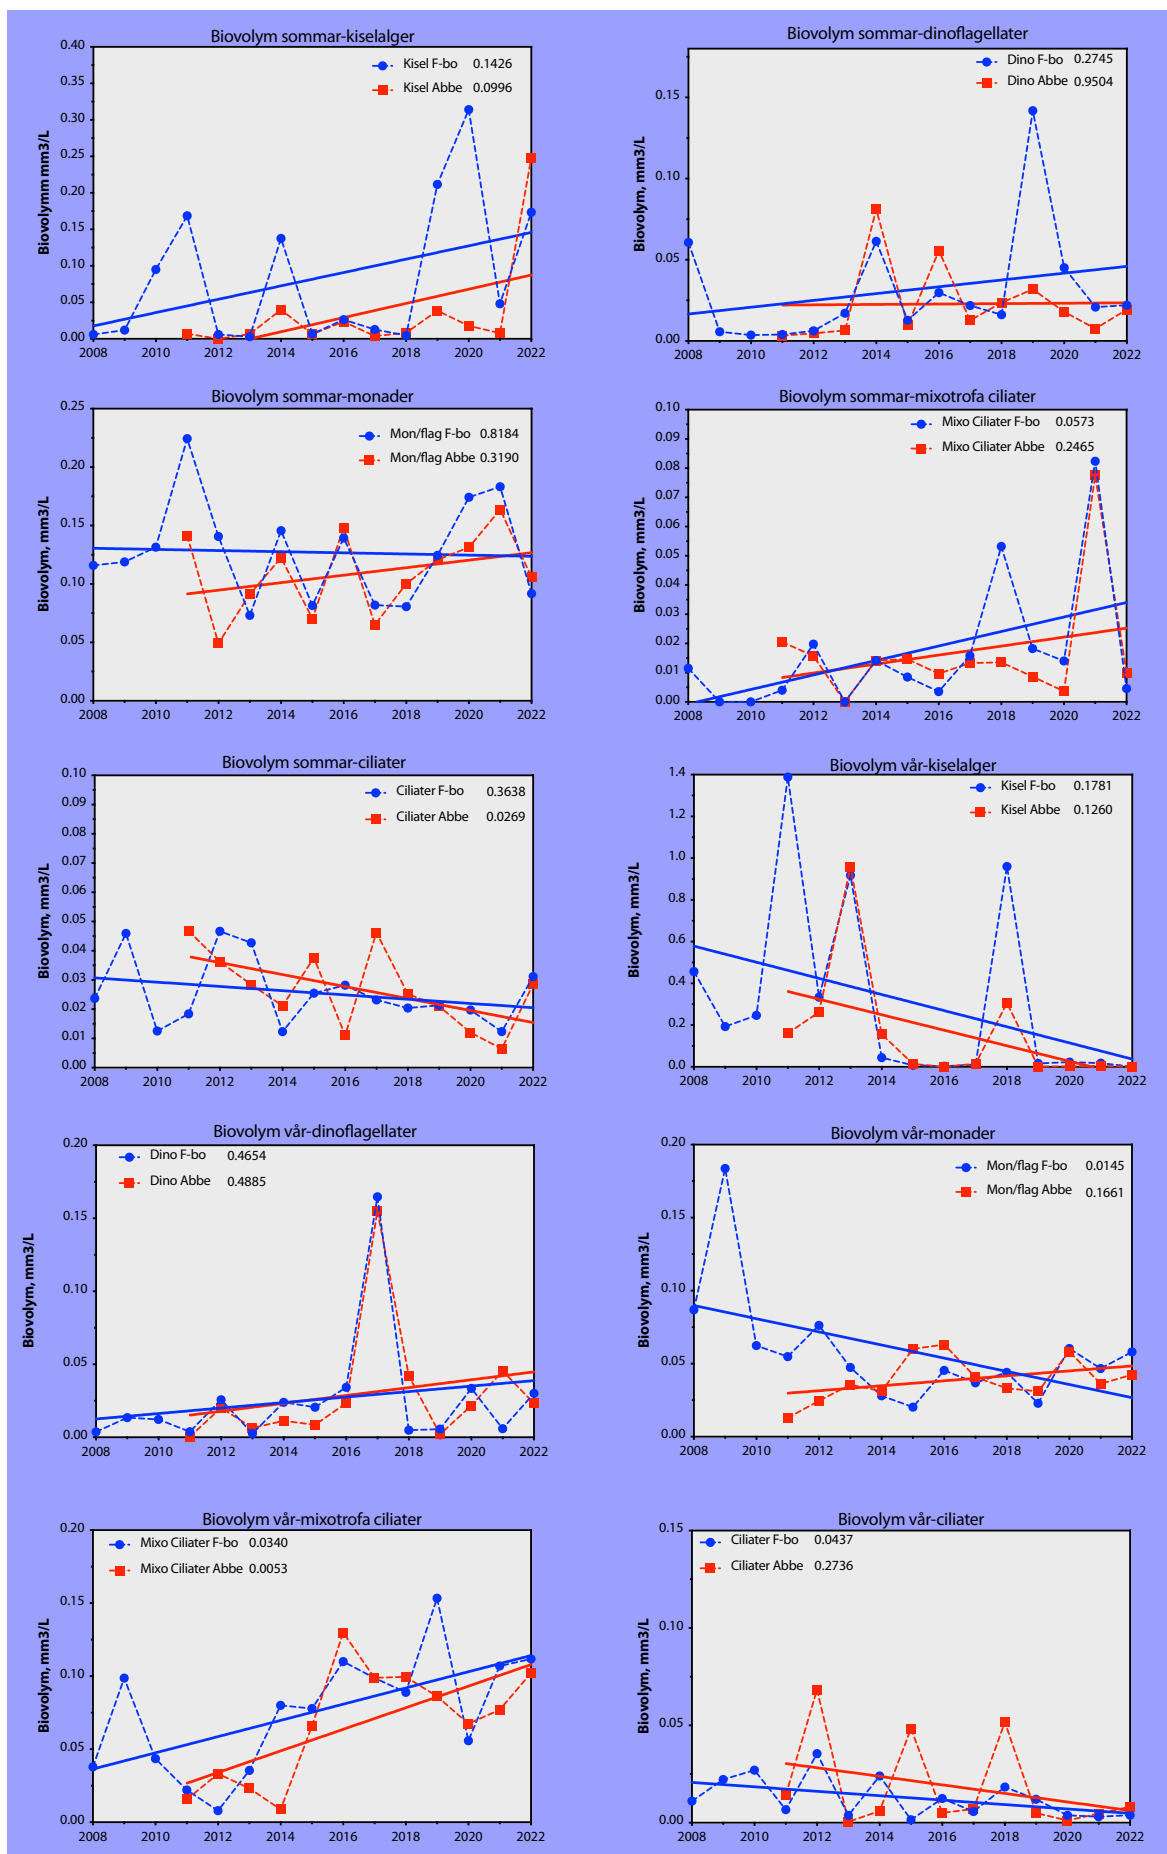 Biovolym sommar-kiselalger
Kisel F-bo 0.1426
Kisel Abbe 0.0996
Biovolymm mm3/L
0.40
0.35
0.30
0.25
0.20
0.15
0.10
0.05
0.00
2008 2010 2012 2014 2016 2018 2020 2022
Biovolym sommar-dinoflagellater
Dino F-bo 0.2745
Dino Abbe 0.9504
Biovolym, mm3/L
0.15
0.10
0.05
0.00
2008 2010 2012 2014 2016 2018 2020 2022
Biovolym sommar-monader
Mon/flag F-bo 0.8184
Mon/flag Abbe 0.3190
Biovolym, mm3/L
0.25
0.20
0.15
0.10
0.05
0.00
2008 2010 2012 2014 2016 2018 2020 2022
Biovolym sommar-mixotrofa ciliater
Mixo Ciliater F-bo 0.0573
Mixo Ciliater Abbe 0.2465
Biovolym, mm3/L
0.10
0.09
0.08
0.07
0.06
0.05
0.04
0.03
0.02
0.01
0.00
2008 2010 2012 2014 2016 2018 2020 2022
Biovolym sommar-ciliater
Ciliater F-bo 0.3638
Ciliater Abbe 0.0269
Biovolym, mm3/L
0.10
0.09
0.08
0.07
0.06
0.05
0.04
0.03
0.02
0.01
0.00
2008 2010 2012 2014 2016 2018 2020 2022
Biovolym vår-kiselalger
Kisel F-bo 0.1781
Kisel Abbe 0.1260
Biovolym, mm3/L
1.4
1.2
1.0
0.8
0.6
0.4
0.2
0.0
2008 2010 2012 2014 2016 2018 2020 2022
Biovolym vår-dinoflagellater
Dino F-bo 0.4654
Dino Abbe 0.4885
Biovolym, mm3/L
0.20
0.15
0.10
0.05
0.00
2008 2010 2012 2014 2016 2018 2020 2022
Biovolym vår-monader
Mon/flag F-bo 0.0145
Mon/flag Abbe 0.1661
Biovolym, mm3/L
0.20
0.15
0.10
0.05
0.00
2008 2010 2012 2014 2016 2018 2020 2022
Biovolym vår-mixotrofa ciliater
Mixo Ciliater F-bo 0.0340
Mixo Ciliater Abbe 0.0053
Biovolym, mm3/L
0.20
0.15
0.10
0.05
0.00
2008 2010 2012 2014 2016 2018 2020 2022
Biovolym vår-ciliater
Ciliater F-bo 0.0437
Ciliater Abbe 0.2736
Biovolym, mm3/L
0.15
0.10
0.05
0.00
2008 2010 2012 2014 2016 2018 2020 2022